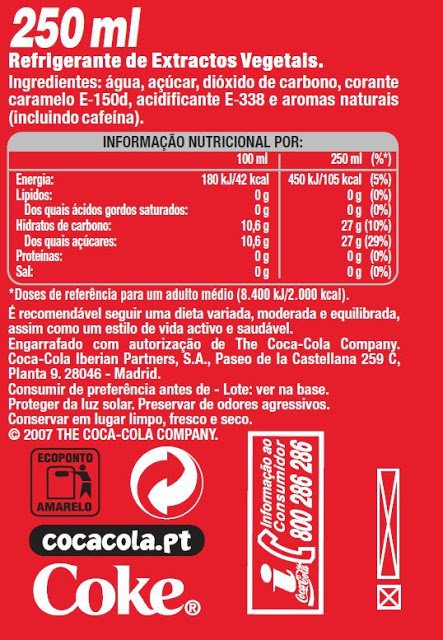 250 ml
Refrigerante de Extractos Vegetais.
Ingredientes: água, açúcar, dióxido de carbono, corante
caramelo E-150d, acidificante E-338 e aromas naturais
(incluindo cafeína).
INFORMAÇÃO NUTRICIONAL POR:
100 ml 250 ml (%*)
Energia: 180 kJ/42 kcal 450 kJ/105 kcal (5%)
Lípidos: 0 g 0 g (0%)
Dos quais ácidos gordos saturados: 0 g 0 g (0%)
Hidratos de carbono: 10,6 g 27 g (10%)
Dos quais açúcares: 10,6 g 27 g (29%)
Proteínas: 0 g 0 g (0%)
Sal: 0 g 0 g (0%)
*Doses de referência para um adulto médio (8.400 kJ/2.000 kcal).
É recomendável seguir uma dieta variada, moderada e equilibrada,
assim como um estilo de vida activo e saudável.
Engarrafado com autorização de The Coca-Cola Company.
Coca-Cola Iberian Partners, S.A., Paseo de la Castellana 259 C,
Planta 9. 28046 - Madrid.
Consumir de preferência antes de - Lote: ver na base.
Proteger da luz solar. Preservar de odores agressivos.
Conservar em lugar limpo, fresco e seco.
© 2007 THE COCA-COLA COMPANY.
ECOPONTO
AMARELO
cocacola.pt
Coke®
Informação ao
Consumidor
800 286 286
i
Coca-Cola